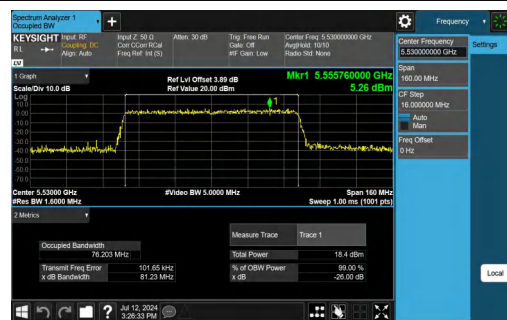 Spectrum Analyzer 1
Occupied BW
Frequency
KEYSIGHT
Input: RF
Input Z: 50 Ω
Atten: 30 dB
Trig: Free Run
Center Freq: 5.530000000 GHz
RL
Coupling: DC
Corr CCorr RCal
Gate: Off
Avg|Hold: 10/10
Align: Auto
Freq Ref: Int (S)
#IF Gain: Low
Radio Std: None
Center Frequency
5.530000000 GHz
Settings
Span
160.00 MHz
CF Step
16.000000 MHz
Auto
Man
Freq Offset
0 Hz
1 Graph
Ref Lvl Offset 3.89 dB
Mkr1 5.555760000 GHz
Scale/Div 10.0 dB
Ref Value 20.00 dBm
5.26 dBm
Log
10.0
0.00
-10.0
-20.0
-30.0
-40.0
-50.0
-60.0
-70.0
1
Center 5.53000 GHz
#Video BW 5.0000 MHz
Span 160 MHz
#Res BW 1.6000 MHz
Sweep 1.00 ms (1001 pts)
2 Metrics
Measure Trace
Trace 1
Occupied Bandwidth
76.203 MHz
Total Power
18.4 dBm
Transmit Freq Error
101.65 kHz
% of OBW Power
99.00 %
x dB Bandwidth
81.23 MHz
x dB
-26.00 dB
Local
Jul 12, 2024
3:26:33 PM